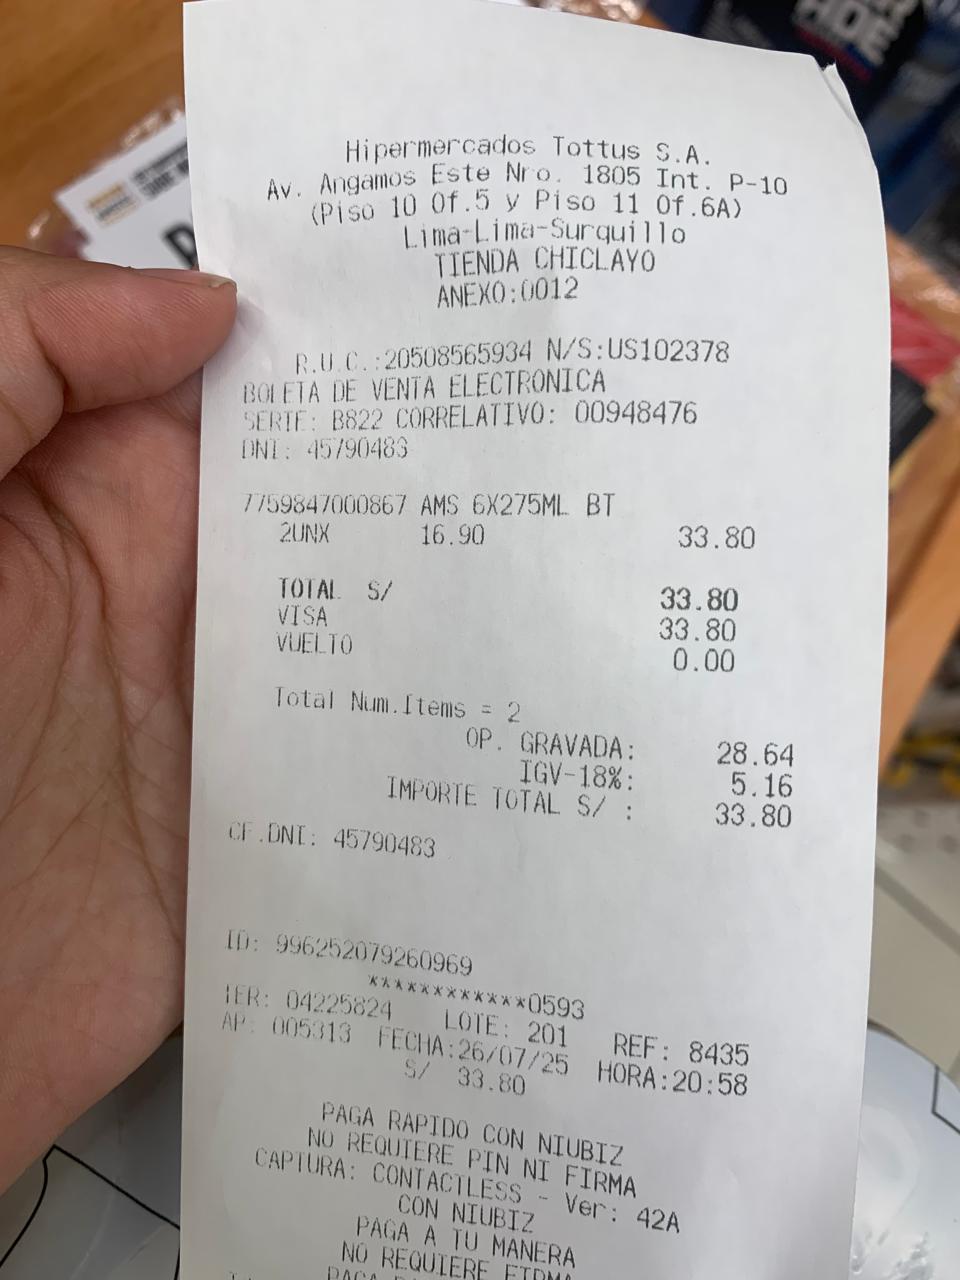 Hipermercados Tottus S.A.
Av. Angamos Este Nro. 1805 Int. P-10
(Piso 10 Of.5 y Piso 11 Of.6A)
Lima-Lima-Surquillo
TIENDA CHICLAYO
ANEXO:0012
R.U.C.:20508565934 N/S:US102378
BOLETA DE VENTA ELECTRONICA
SERIE: B822 CORRELATIVO: 00948476
DNI: 45790483
7759847000867 AMS 6X275ML BT
2UNX 16.90 33.80
TOTAL S/ 33.80
VISA 33.80
VUELTO 0.00
Total Num.Items = 2
OP. GRAVADA: 28.64
IGV-18%: 5.16
IMPORTE TOTAL S/ : 33.80
CF.DNI: 45790483
ID: 996252079260969
************0593
TER: 04225824 LOTE: 201 REF: 8435
AP: 005313 FECHA:26/07/25 HORA:20:58
S/ 33.80
PAGA RAPIDO CON NIUBIZ
NO REQUIERE PIN NI FIRMA
CAPTURA: CONTACTLESS - Ver: 42A
CON NIUBIZ
PAGA A TU MANERA
NO REQUIERE FIRMA